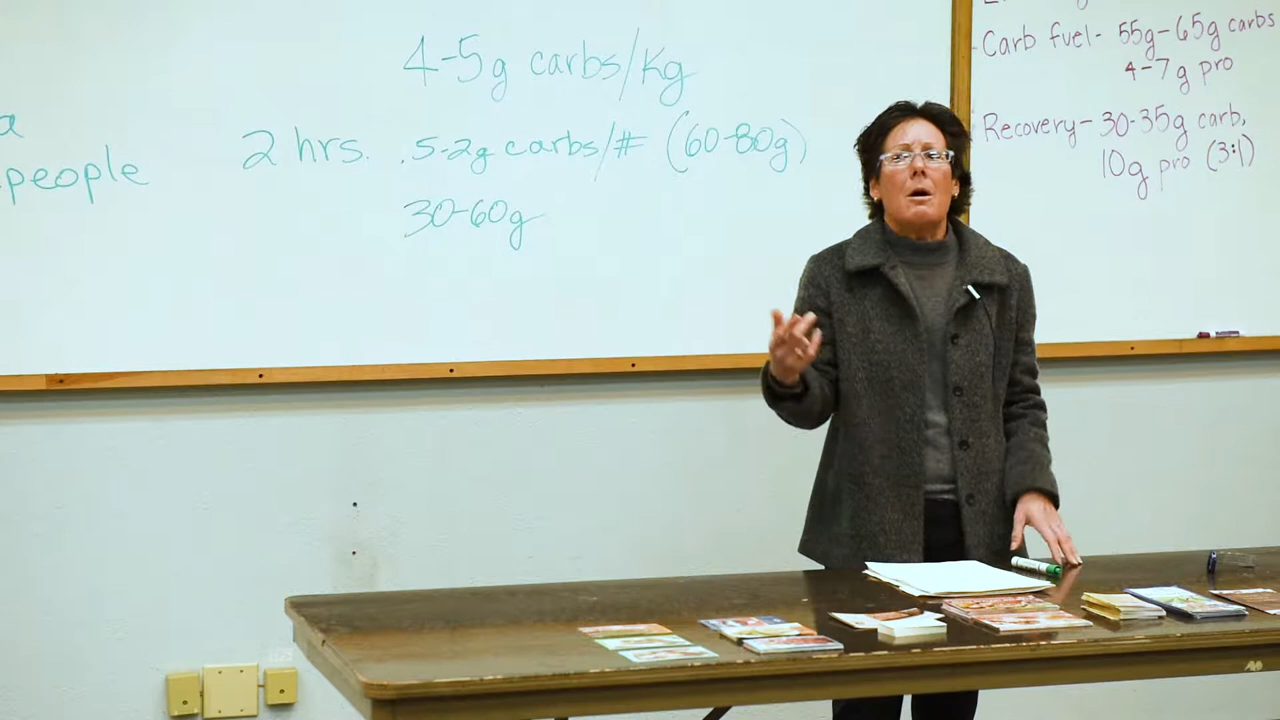 4-5g carbs/Kg
people
2 hrs. .5-2g carbs/# (60-80g)
30-60g
Carb fuel- 55g-65g carbs
4-7g pro
Recovery- 30-35g carb,
10g pro (3:1)